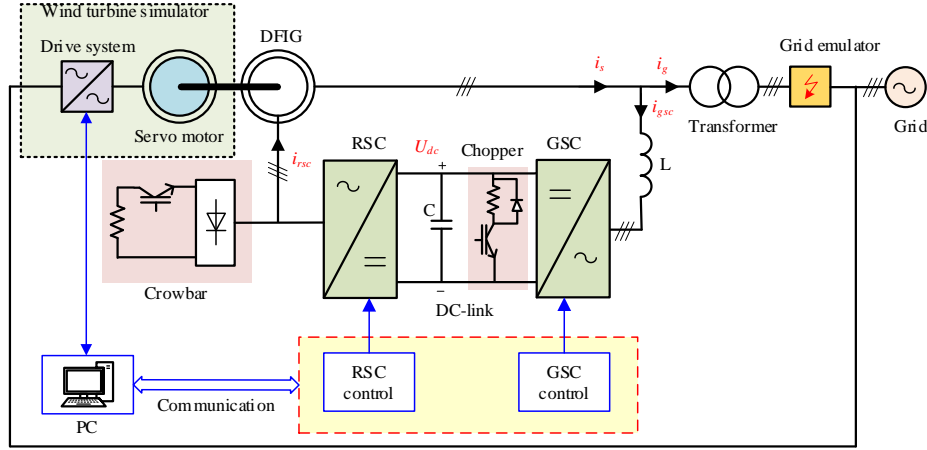 Wind turbine simulator
Drive system
Servo motor
DFIG
i_s
i_g
i_gsc
Grid emulator
Transformer
Grid
i_rsc
RSC
U_dc
Chopper
GSC
L
+
C
−
Crowbar
DC-link
RSC
control
GSC
control
Communication
PC